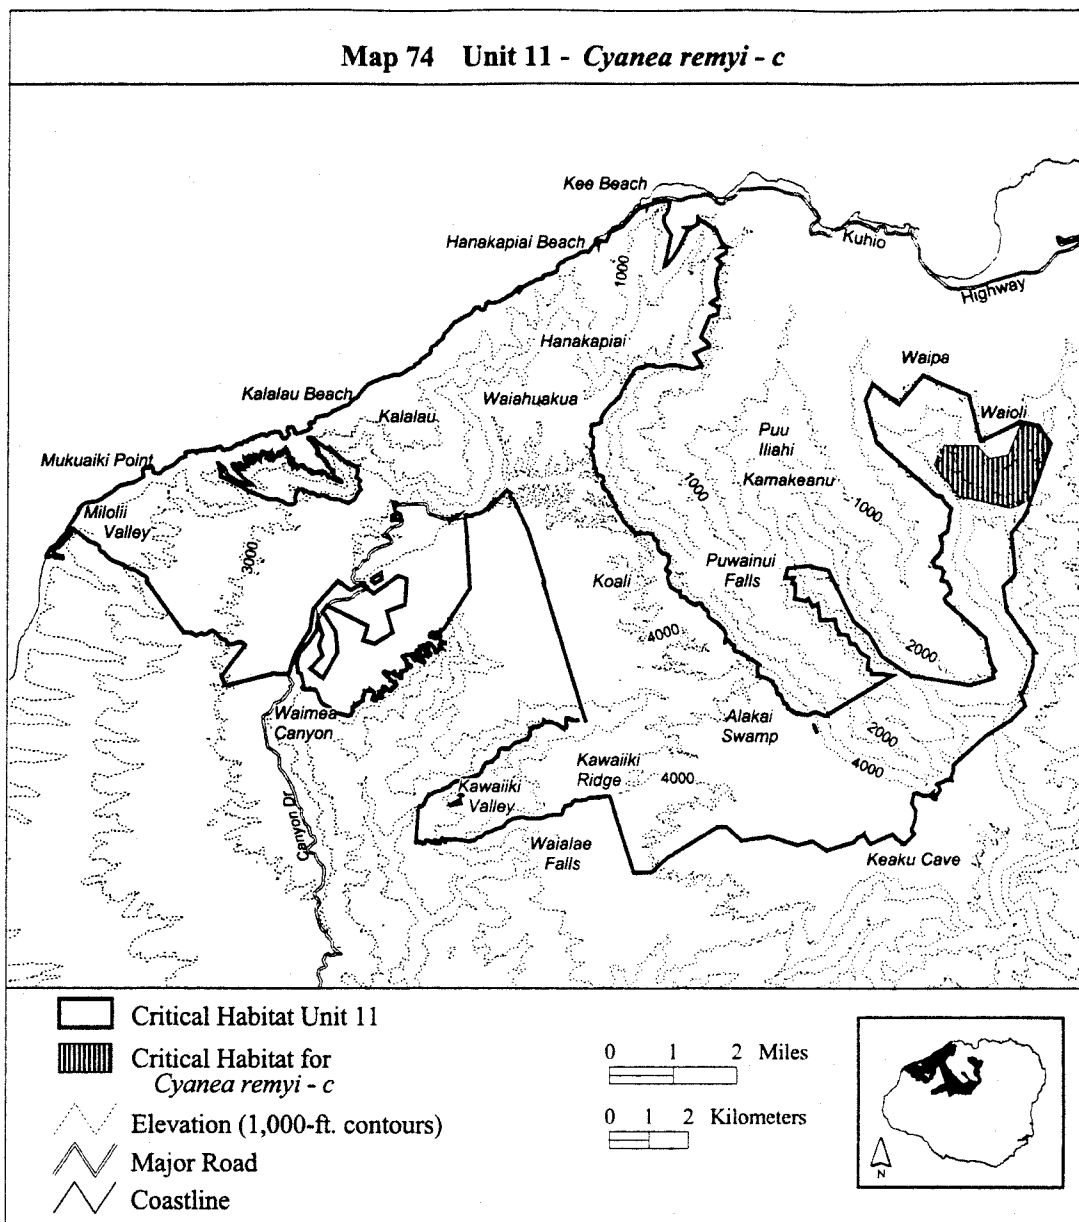 Map 74 Unit 11 - Cyanea remyi - c
Kee Beach
Hanakapiai Beach
Kuhio
Highway
1000
Hanakapiai
Waipa
Kalalau Beach
Waiahuakua
Kalalau
Waioli
Puu
Iliahi
Mukuaiki Point
Kamakeanu
1000
1000
Milolii
Valley
3000
Puwainui
Falls
Koali
4000
2000
Waimea
Canyon
Alakai
Swamp
2000
4000
Kawaiiki
Ridge
4000
Kawaiiki
Valley
Canyon Dr
Waialae
Falls
Keaku Cave
Critical Habitat Unit 11
Critical Habitat for
Cyanea remyi - c
Elevation (1,000-ft. contours)
Major Road
Coastline
0 1 2 Miles
0 1 2 Kilometers
N